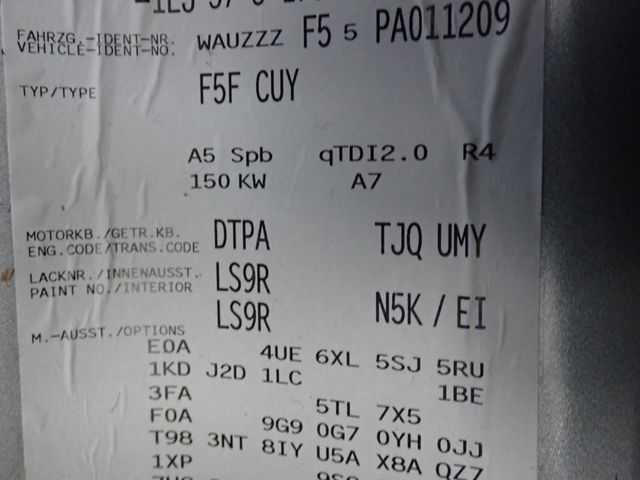 FAHRZG.-IDENT-NR. WAUZZZ F5 5 PA011209
VEHICLE-IDENT-NO.
TYP/TYPE F5F CUY
A5 Spb qTDI2.0 R4
150 KW A7
MOTORKB./GETR.KB. DTPA TJQ UMY
ENG.CODE/TRANS.CODE
LACKNR./INNENAUSST. LS9R
PAINT NO./INTERIOR LS9R N5K / EI
M.-AUSST./OPTIONS
E0A 4UE 6XL 5SJ 5RU
1KD J2D 1LC 1BE
3FA 5TL 7X5
F0A 9G9 0G7 0YH 0JJ
T98 3NT 8IY U5A X8A QZ7
1XP